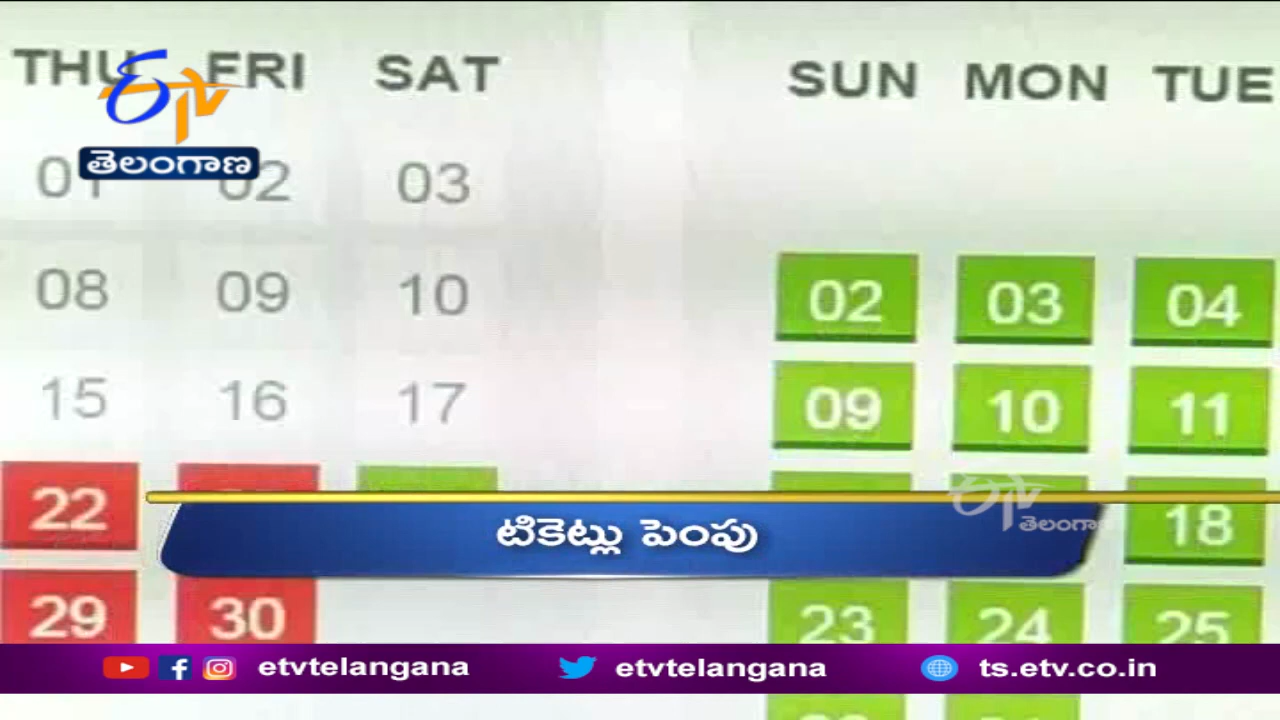 THU FRI SAT SUN MON TUE
ETV
తెలంగాణ
01 02 03
08 09 10 02 03 04
15 16 17 09 10 11
22 18
టికెట్లు పెంపు
ETV తెలంగాణ
29 30 23 24 25
etvtelangana etvtelangana ts.etv.co.in